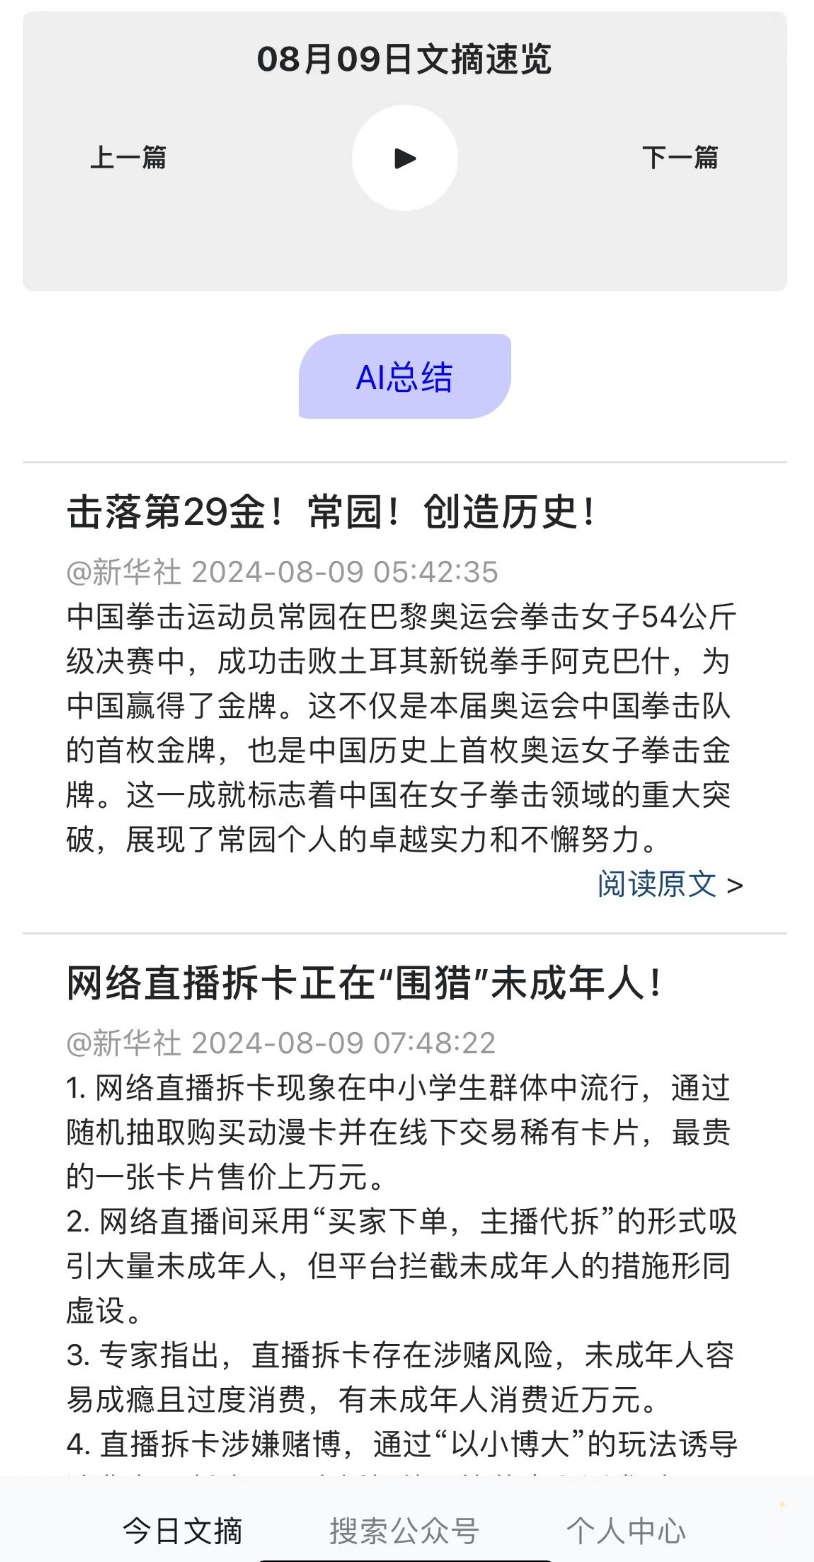 08月09日文摘速览
上一篇
下一篇
AI总结
击落第29金！常园！创造历史！
@新华社 2024-08-09 05:42:35
中国拳击运动员常园在巴黎奥运会拳击女子54公斤
级决赛中，成功击败土耳其新锐拳手阿克巴什，为
中国赢得了金牌。这不仅是本届奥运会中国拳击队
的首枚金牌，也是中国历史上首枚奥运女子拳击金
牌。这一成就标志着中国在女子拳击领域的重大突
破，展现了常园个人的卓越实力和不懈努力。
阅读原文 >
网络直播拆卡正在“围猎”未成年人！
@新华社 2024-08-09 07:48:22
1. 网络直播拆卡现象在中小学生群体中流行，通过
随机抽取购买动漫卡并在线下交易稀有卡片，最贵
的一张卡片售价上万元。
2. 网络直播间采用“买家下单，主播代拆”的形式吸
引大量未成年人，但平台拦截未成年人的措施形同
虚设。
3. 专家指出，直播拆卡存在涉赌风险，未成年人容
易成瘾且过度消费，有未成年人消费近万元。
4. 直播拆卡涉嫌赌博，通过“以小博大”的玩法诱导
今日文摘
搜索公众号
个人中心